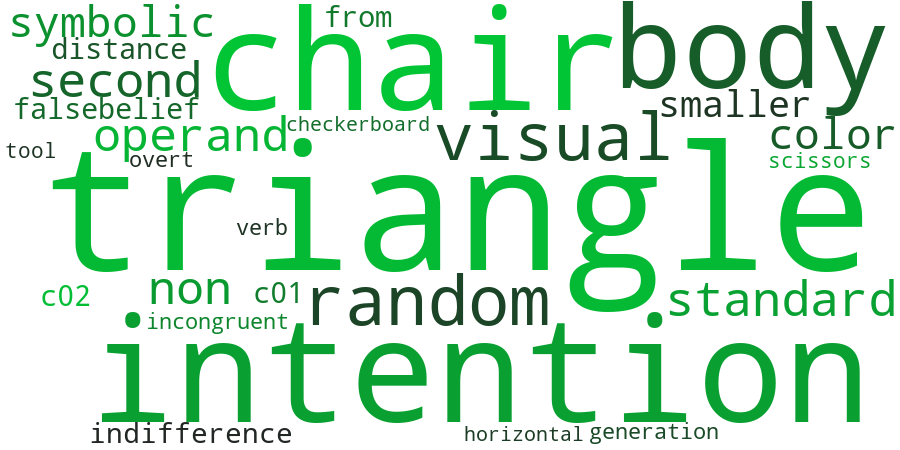 symbolic
from
chair
body
distance
second
falsebelief
smaller
operand
checkerboard
visual
color
tool
overt
scissors
triangle
verb
c02
non
c01
random
standard
incongruent
intention
indifference
horizontal
generation